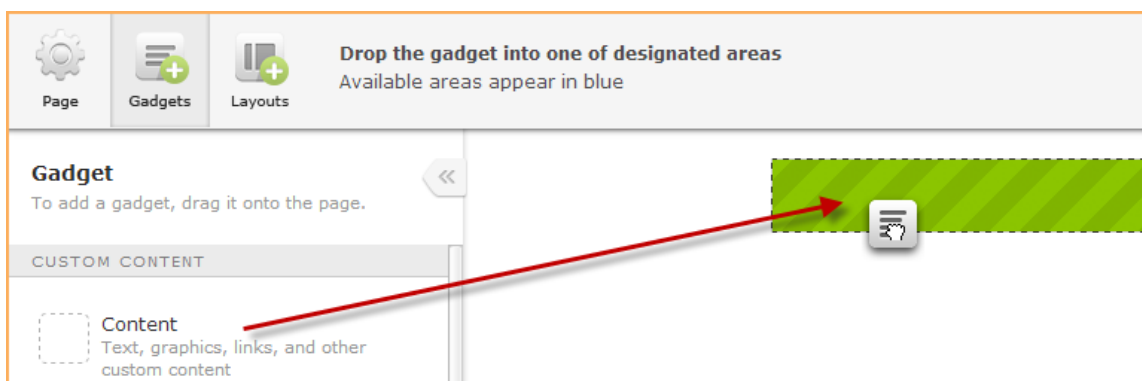 Drop the gadget into one of designated areas
Available areas appear in blue
Page
Gadgets
Layouts
Gadget
To add a gadget, drag it onto the page.
CUSTOM CONTENT
Content
Text, graphics, links, and other
custom content